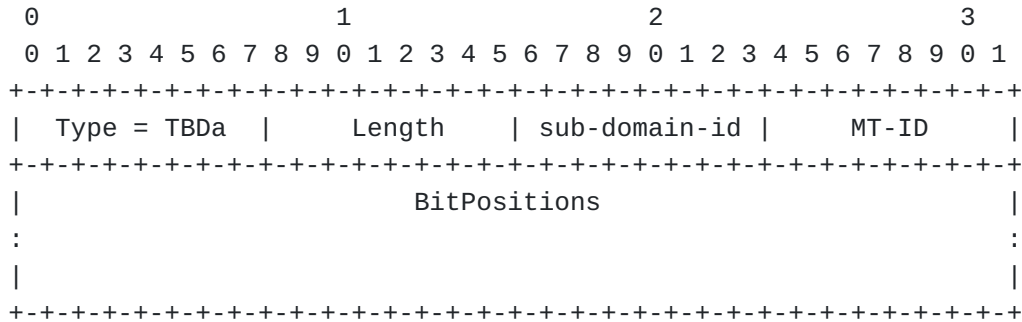 0                   1                   2                   3
 0 1 2 3 4 5 6 7 8 9 0 1 2 3 4 5 6 7 8 9 0 1 2 3 4 5 6 7 8 9 0 1
+-+-+-+-+-+-+-+-+-+-+-+-+-+-+-+-+-+-+-+-+-+-+-+-+-+-+-+-+-+-+-+-+
|  Type = TBDa  |     Length    | sub-domain-id |     MT-ID     |
+-+-+-+-+-+-+-+-+-+-+-+-+-+-+-+-+-+-+-+-+-+-+-+-+-+-+-+-+-+-+-+-+
|                         BitPositions                          |
:                                                               :
|                                                               |
+-+-+-+-+-+-+-+-+-+-+-+-+-+-+-+-+-+-+-+-+-+-+-+-+-+-+-+-+-+-+-+-+